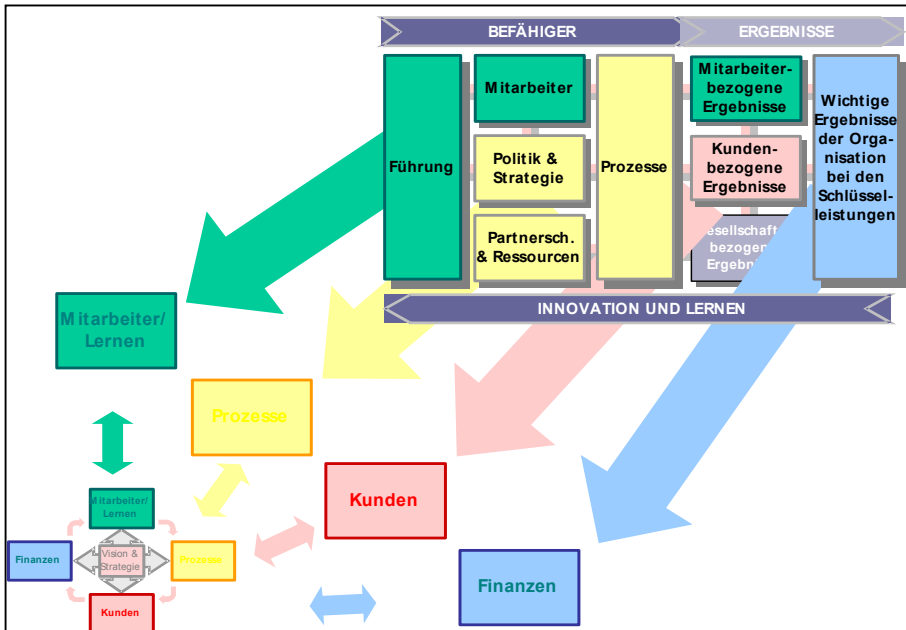 BEFÄHIGER
ERGEBNISSE
Führung
Mitarbeiter
Politik &
Strategie
Partnersch.
& Ressourcen
Prozesse
Mitarbeiter-
bezogene
Ergebnisse
Kunden-
bezogene
Ergebnisse
bezogen
Wichtige
Ergebnisse
der Orga-
nisation
bei den
Schlüssel-
leistungen
INNOVATION UND LERNEN
Mitarbeiter/
Lernen
Prozesse
Kunden
Finanzen
Mitarbeiter/
Lernen
Finanzen
Vision &
Strategie
Prozesse
Kunden